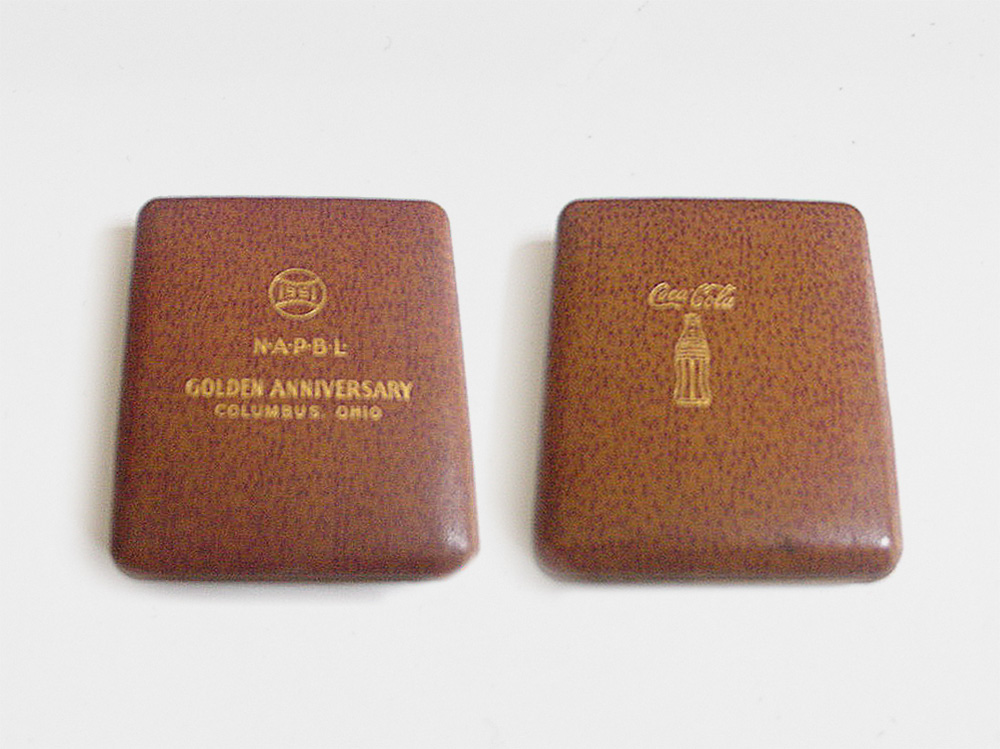 1951
N·A·P·B·L·
GOLDEN ANNIVERSARY
COLUMBUS, OHIO
Coca-Cola